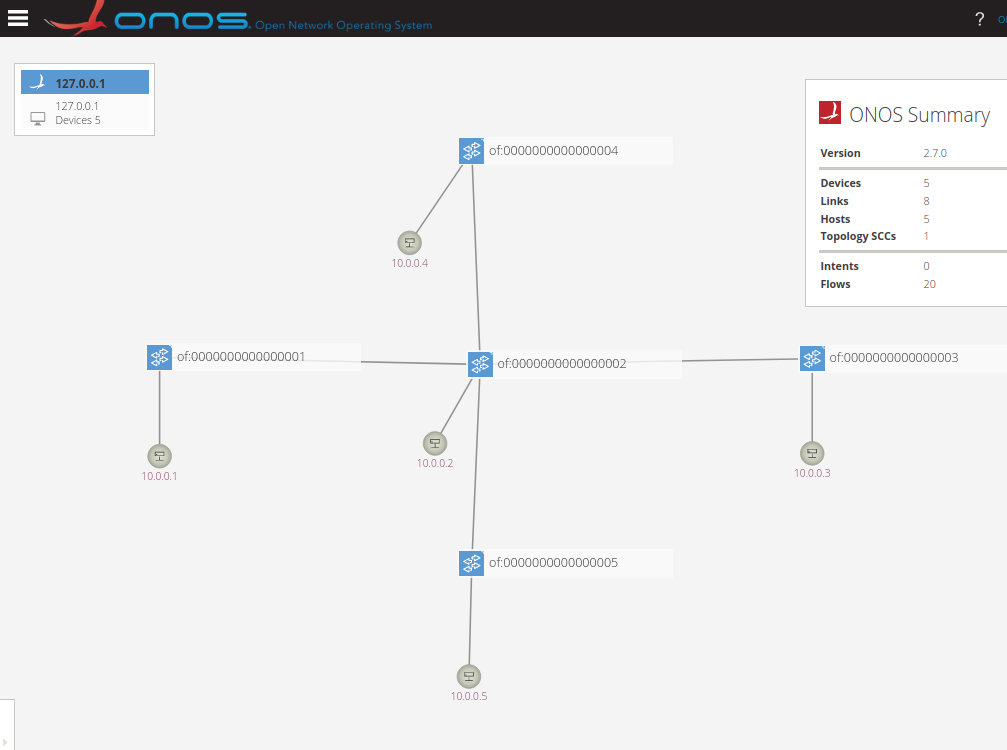 onos. Open Network Operating System
?
127.0.0.1
127.0.0.1
Devices 5
ONOS Summary
Version 2.7.0
Devices 5
Links 8
Hosts 5
Topology SCCs 1
Intents 0
Flows 20
of:0000000000000004
10.0.0.4
of:0000000000000001
of:0000000000000002
of:0000000000000003
10.0.0.1
10.0.0.2
10.0.0.3
of:0000000000000005
10.0.0.5